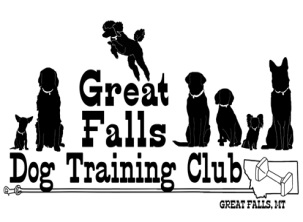 Great
Falls
Dog Training Club
GREAT FALLS, MT